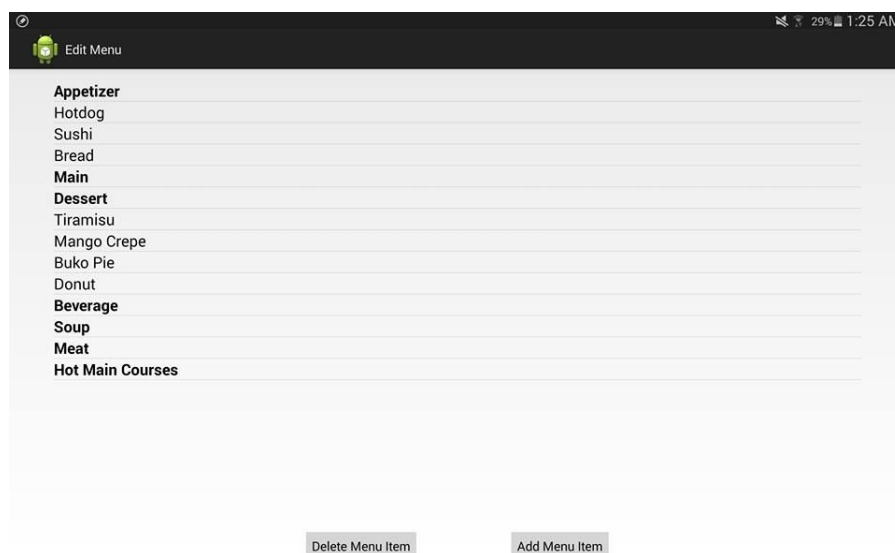 29% 1:25 AM
Edit Menu
Appetizer
Hotdog
Sushi
Bread
Main
Dessert
Tiramisu
Mango Crepe
Buko Pie
Donut
Beverage
Soup
Meat
Hot Main Courses
Delete Menu Item Add Menu Item